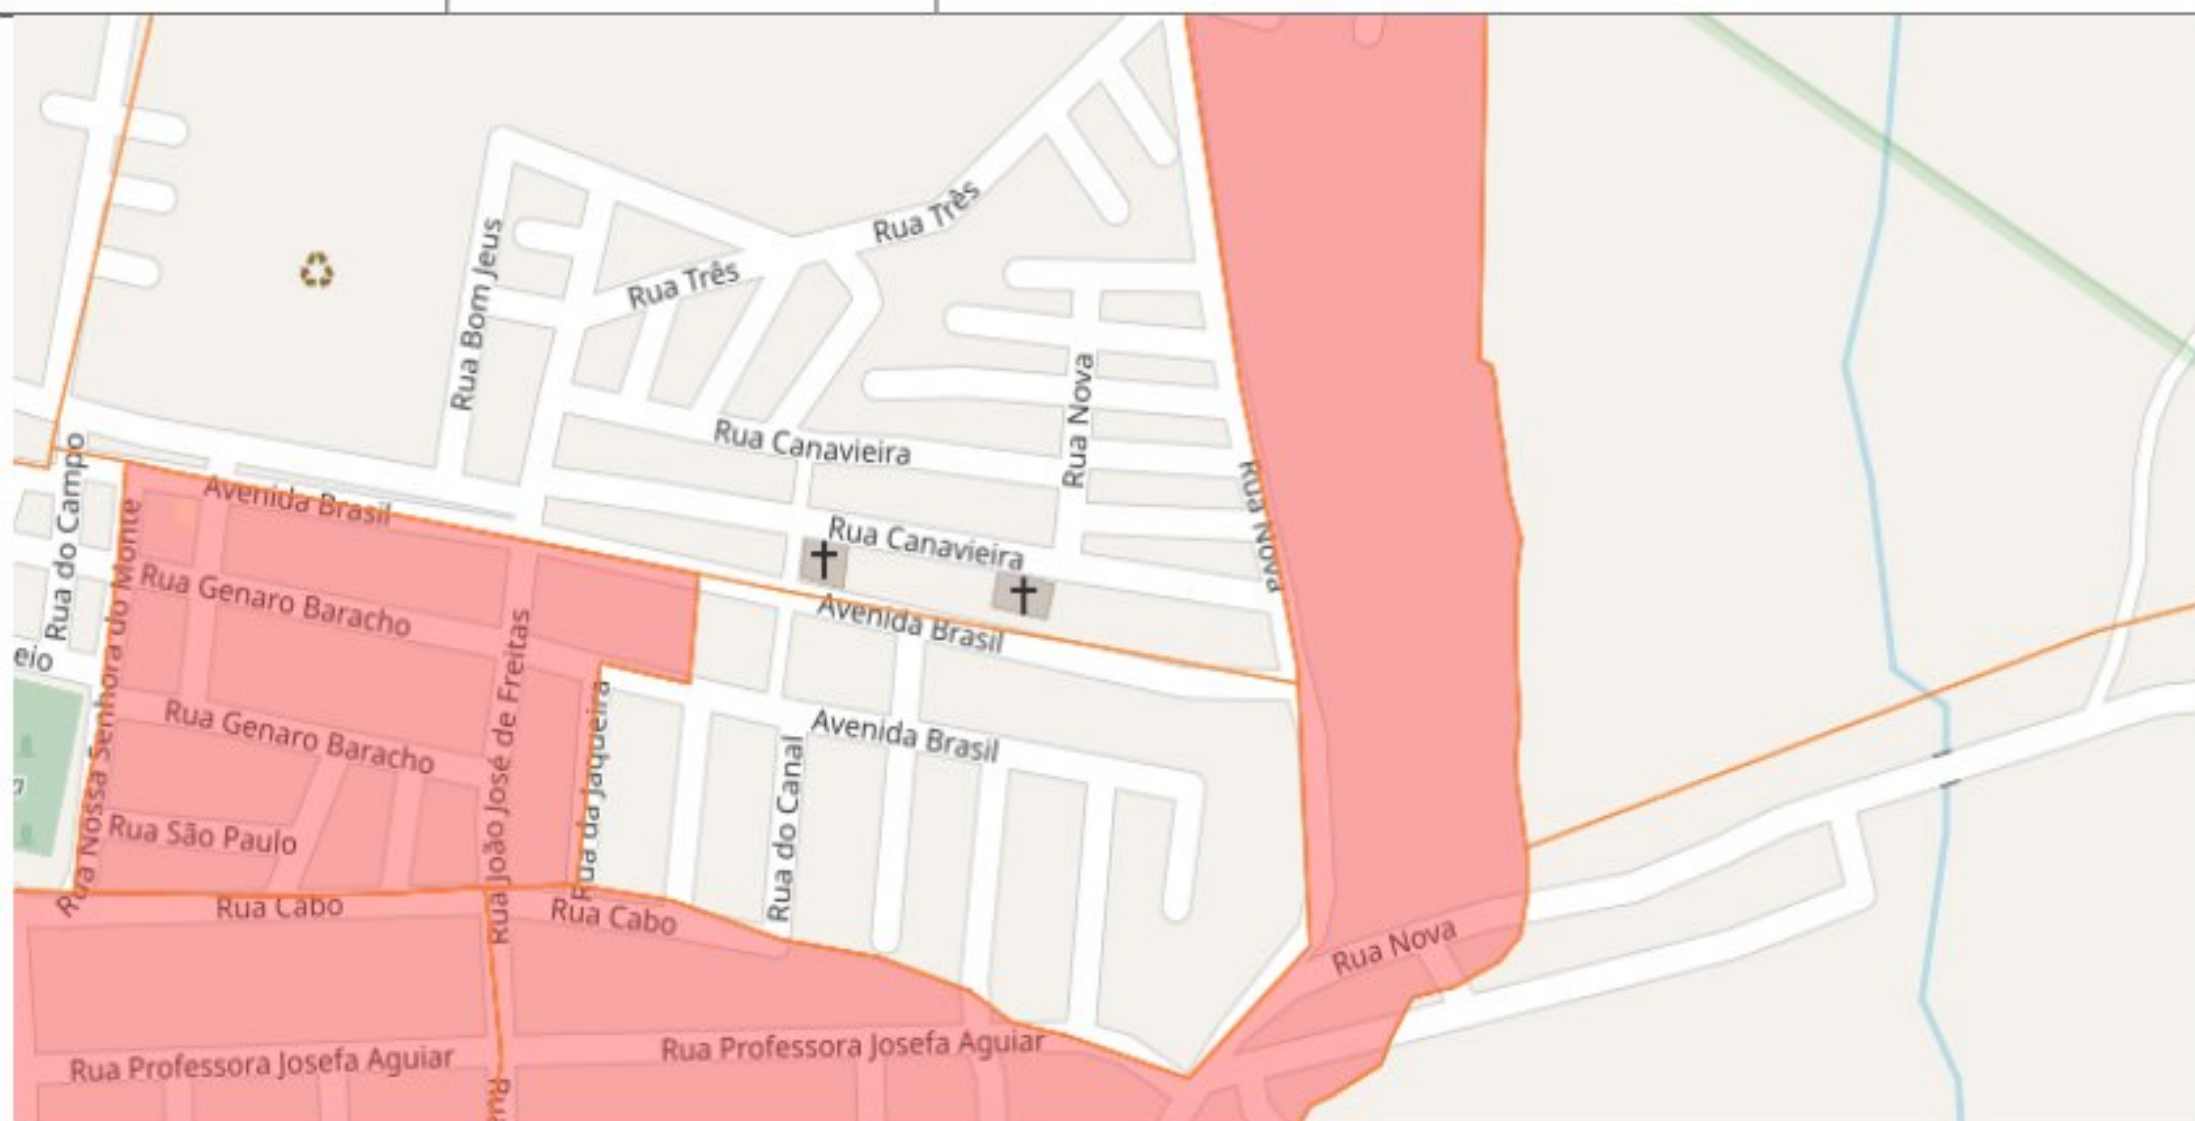 Rua Três
Rua Três
Rua Bom Jeus
Rua Nova
Rua Canavieira
Rua do Campo
Avenida Brasil
Rua Nova
Rua Canavieira
Rua Nossa Senhora do Monte
Rua Genaro Baracho
Avenida Brasil
eio
Rua João José de Freitas
Rua da Jaqueira
Rua Genaro Baracho
Avenida Brasil
Rua do Canal
Rua São Paulo
Rua Cabo
Rua Cabo
Rua Nova
Rua Professora Josefa Aguiar
Rua Professora Josefa Aguiar
Rua